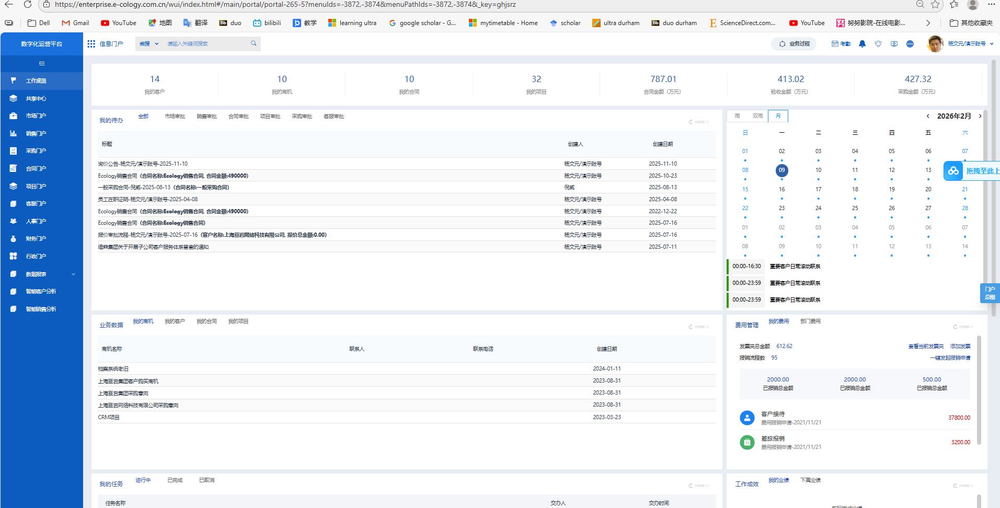 https://enterprise.e-cology.com.cn/wui/index.html#/main/portal/portal-265-5?menuIds=-3872,-3874&menuPathIds=-3872,-3874&_key=ghjsrz
Dell Gmail YouTube 地图 翻译 duo bilibili 教学 learning ultra google scholar - G... mytimetable - Home scholar ultra durham duo durham ScienceDirect.com... YouTube 努努影院-在线电影... 其他收藏夹
数字化运营平台 信息门户 微搜 请输入关键词搜索 业务过程 考勤 杨文元/演示账号
工作桌面
共享中心
市场门户
销售门户
采购门户
合同门户
项目门户
客服门户
人事门户
财务门户
行政门户
数据报表
智能客户分析
智能销售分析
14 10 10 32 787.01 413.02 427.32
我的客户 我的商机 我的合同 我的项目 合同金额（万元） 验收金额（万元） 采购金额（万元）
我的待办 全部 市场审批 销售审批 合同审批 项目审批 采购审批 客服审批
MORE >>
标题 创建人 创建日期
询价公告-杨文元/演示账号-2025-11-10 杨文元/演示账号 2025-11-10
Ecology销售合同（合同名称:Ecology销售合同, 合同金额:490000） 杨文元/演示账号 2025-10-23
一般采购合同-倪威-2025-08-13（合同名称:一般采购合同） 倪威 2025-08-13
员工在职证明-杨文元/演示账号-2025-04-08 杨文元/演示账号 2025-04-08
Ecology销售合同（合同名称:Ecology销售合同, 合同金额:490000） 杨文元/演示账号 2022-12-22
Ecology销售合同（合同名称:Ecology销售合同） 杨文元/演示账号 2025-07-16
报价审批流程-杨文元/演示账号-2025-07-16（客户名称:上海亘岩网络科技有限公司, 报价总金额:0.00） 杨文元/演示账号 2025-07-16
维森集团关于开展子公司客户服务体系普查的通知 杨文元/演示账号 2025-07-11
周 双周 月 2026年2月
日 一 二 三 四 五 六
01 02 03 04 05 06 07
08 09 10 11 12 13
拖拽至此上
15 16 17 18 19 20 21
22 23 24 25 26 27 28
01 02 03 04 05 06 07
08 09 10 11 12 13 14
00:00-16:30 重要客户日常滚动联系
00:00-23:59 重要客户日常滚动联系
00:00-23:59 重要客户日常滚动联系
门户
总图
业务数据 我的商机 我的客户 我的合同 我的项目
MORE >>
商机名称 联系人 联系电话 创建日期
档案系统老旧 2024-01-11
上海亘岩集团客户购买商机 2023-08-31
上海亘岩集团采购意向 2023-08-31
上海亘岩网络科技有限公司采购意向 2023-08-31
CRM项目 2023-03-23
费用管理 我的费用 部门费用
MORE >>
发票夹总金额 612.62 查看当前发票夹 添加发票
报销流程数 95 一键发起报销申请
2000.00 2000.00 500.00
已报销总金额 已报销总金额 已报销总金额
客户接待
费用报销申请-2021/11/21 37800.00
差旅报销
费用报销申请-2021/11/21 3200.00
我的任务 进行中 已完成 已取消
MORE >>
任务名称 交办人 交办时间
工作成效 我的业绩 下属业绩
MORE >>